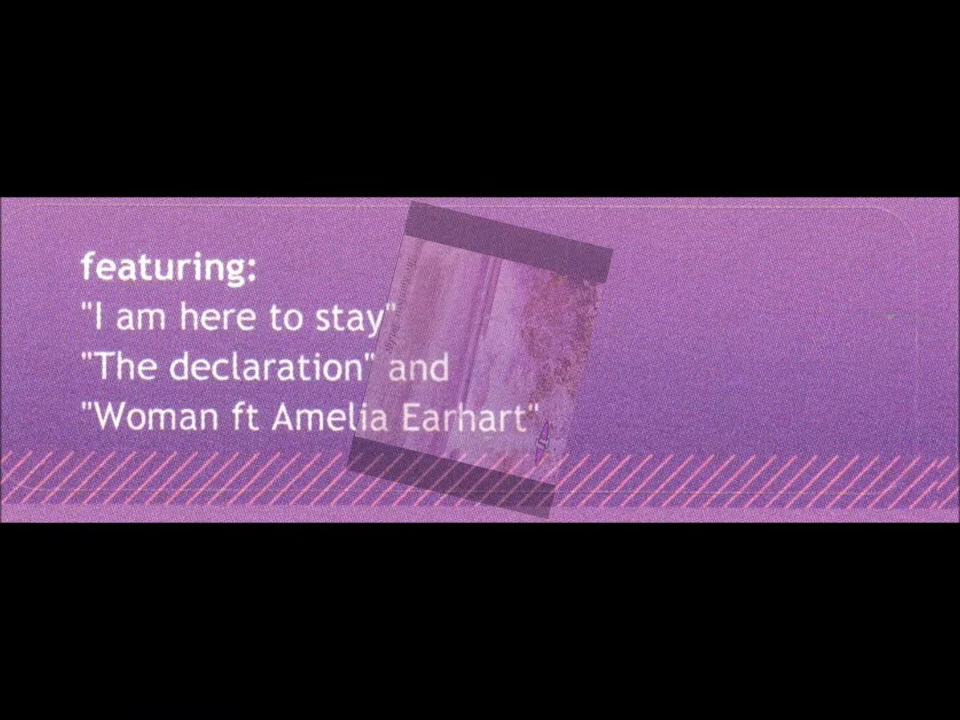 featuring:
"I am here to stay"
"The declaration" and
"Woman ft Amelia Earhart"